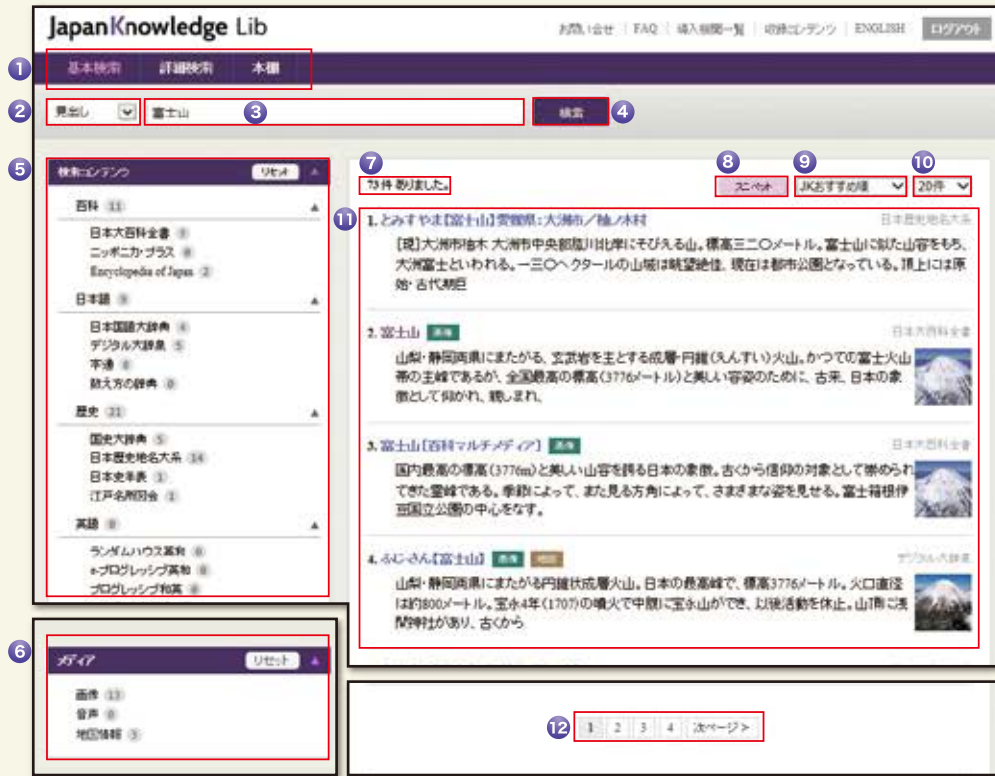 JapanKnowledge Lib
お問い合せ | FAQ | 導入機関一覧 | 収録コンテンツ | ENGLISH
ログアウト
1
基本検索 詳細検索 本棚
2
見出し
富士山
3
検索
4
5
検索コンテンツ リセット
百科 11
日本大百科全書
ニッポニカ・プラス
Encyclopedia of Japan 2
日本語 9
日本国語大辞典 4
デジタル大辞泉 5
字通 0
数え方の辞典 0
歴史 21
国史大辞典 5
日本歴史地名大系 14
日本史年表 1
江戸名所図会 1
英語 0
ランダムハウス英和 0
e-プログレッシブ英和
プログレッシブ和英
6
メディア リセット
画像 13
音声 0
地図情報 3
7
73件ありました。
8
スニペット
9
JKおすすめ順
10
20件
11
1. とみすやま【富士山】愛媛県：大洲市／柚ノ木村
日本歴史地名大系
[現]大洲市柚木 大洲市中央部肱川北岸にそびえる山。標高三二〇メートル。富士山に似た山容をもち、
大洲富士といわれる。一三〇ヘクタールの山域は眺望絶佳、現在は都市公園となっている。頂上には原
始・古代期巨
2. 富士山 画像
日本大百科全書
山梨・静岡両県にまたがる、玄武岩を主とする成層・円錐(えんすい)火山。かつての富士火山
帯の主峰であるが、全国最高の標高(3776メートル)と美しい容姿のために、古来、日本の象
徴として仰がれ、親しまれ、
3. 富士山[百科マルチメディア] 画像
日本大百科全書
国内最高の標高(3776m)と美しい山容を誇る日本の象徴。古くから信仰の対象として崇められ
てきた霊峰である。季節によって、また見る方角によって、さまざまな姿を見せる。富士箱根伊
豆国立公園の中心をなす。
4. ふじ‐さん【富士山】 画像 地図
デジタル大辞泉
山梨・静岡両県にまたがる円錐状成層火山。日本の最高峰で、標高3776メートル。火口直径
は約800メートル。宝永4年(1707)の噴火で中腹に宝永山ができ、以後活動を休止。山頂に浅
間神社があり、古くから
12
1 2 3 4 次ページ >